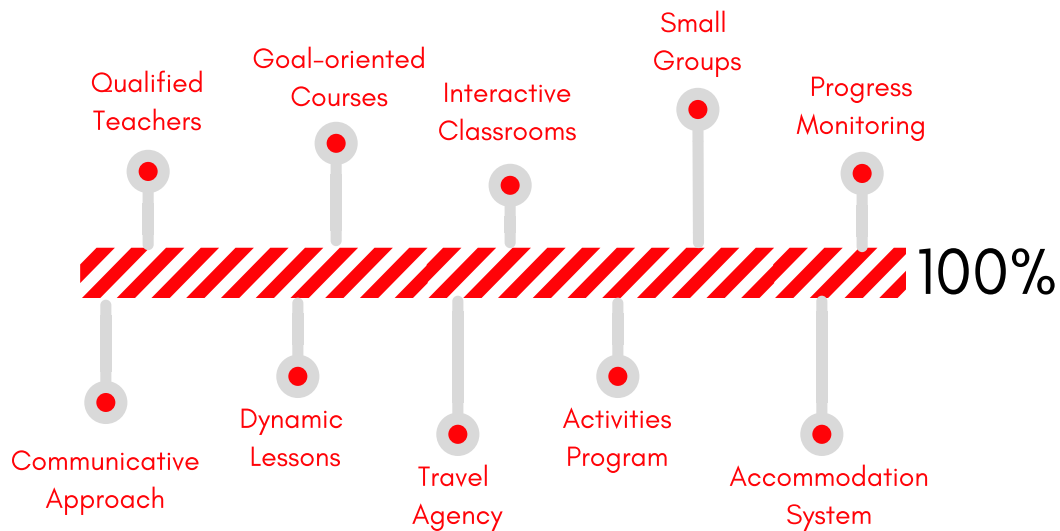 Qualified
Teachers
Goal-oriented
Courses
Interactive
Classrooms
Small
Groups
Progress
Monitoring
100%
Communicative
Approach
Dynamic
Lessons
Travel
Agency
Activities
Program
Accommodation
System